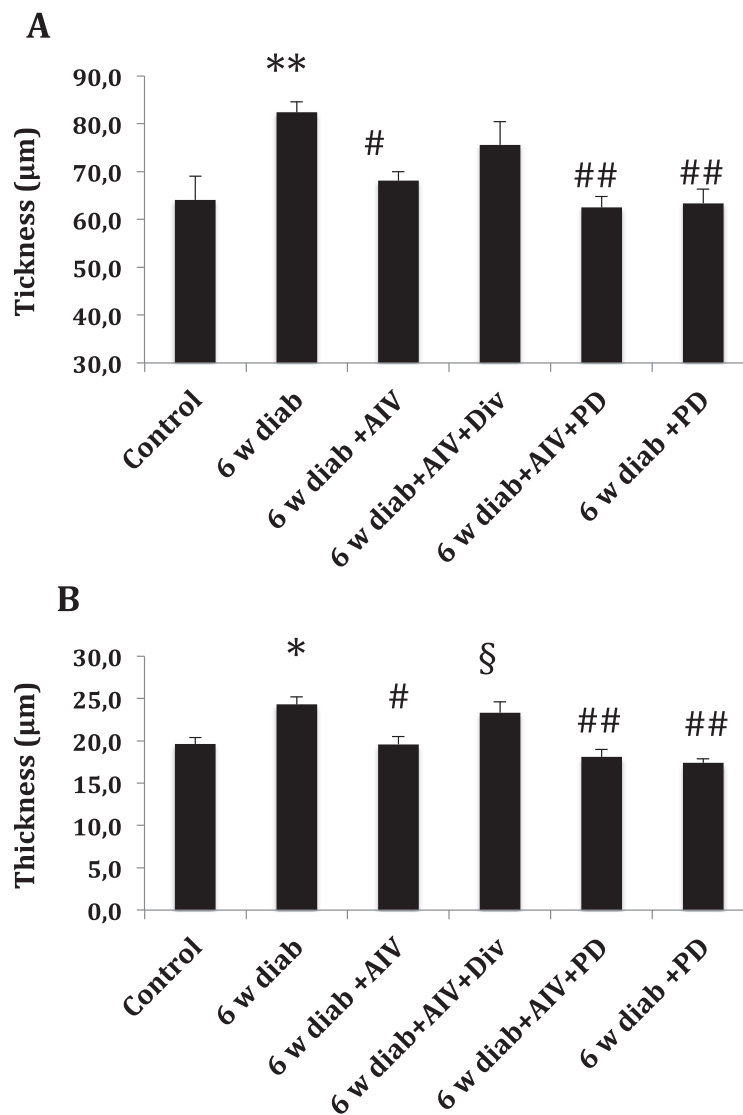 A
**
90,0
80,0
#
70,0
##
##
60,0
50,0
40,0
30,0
Tickness (μm)
Control
6 w diab
6 w diab +AIV
6 w diab+AIV+Div
6 w diab+AIV+PD
6 w diab +PD
B
30,0
*
§
25,0
#
##
##
20,0
15,0
10,0
5,0
0,0
Thickness (μm)
Control
6 w diab
6 w diab +AIV
6 w diab+AIV+Div
6 w diab+AIV+PD
6 w diab +PD